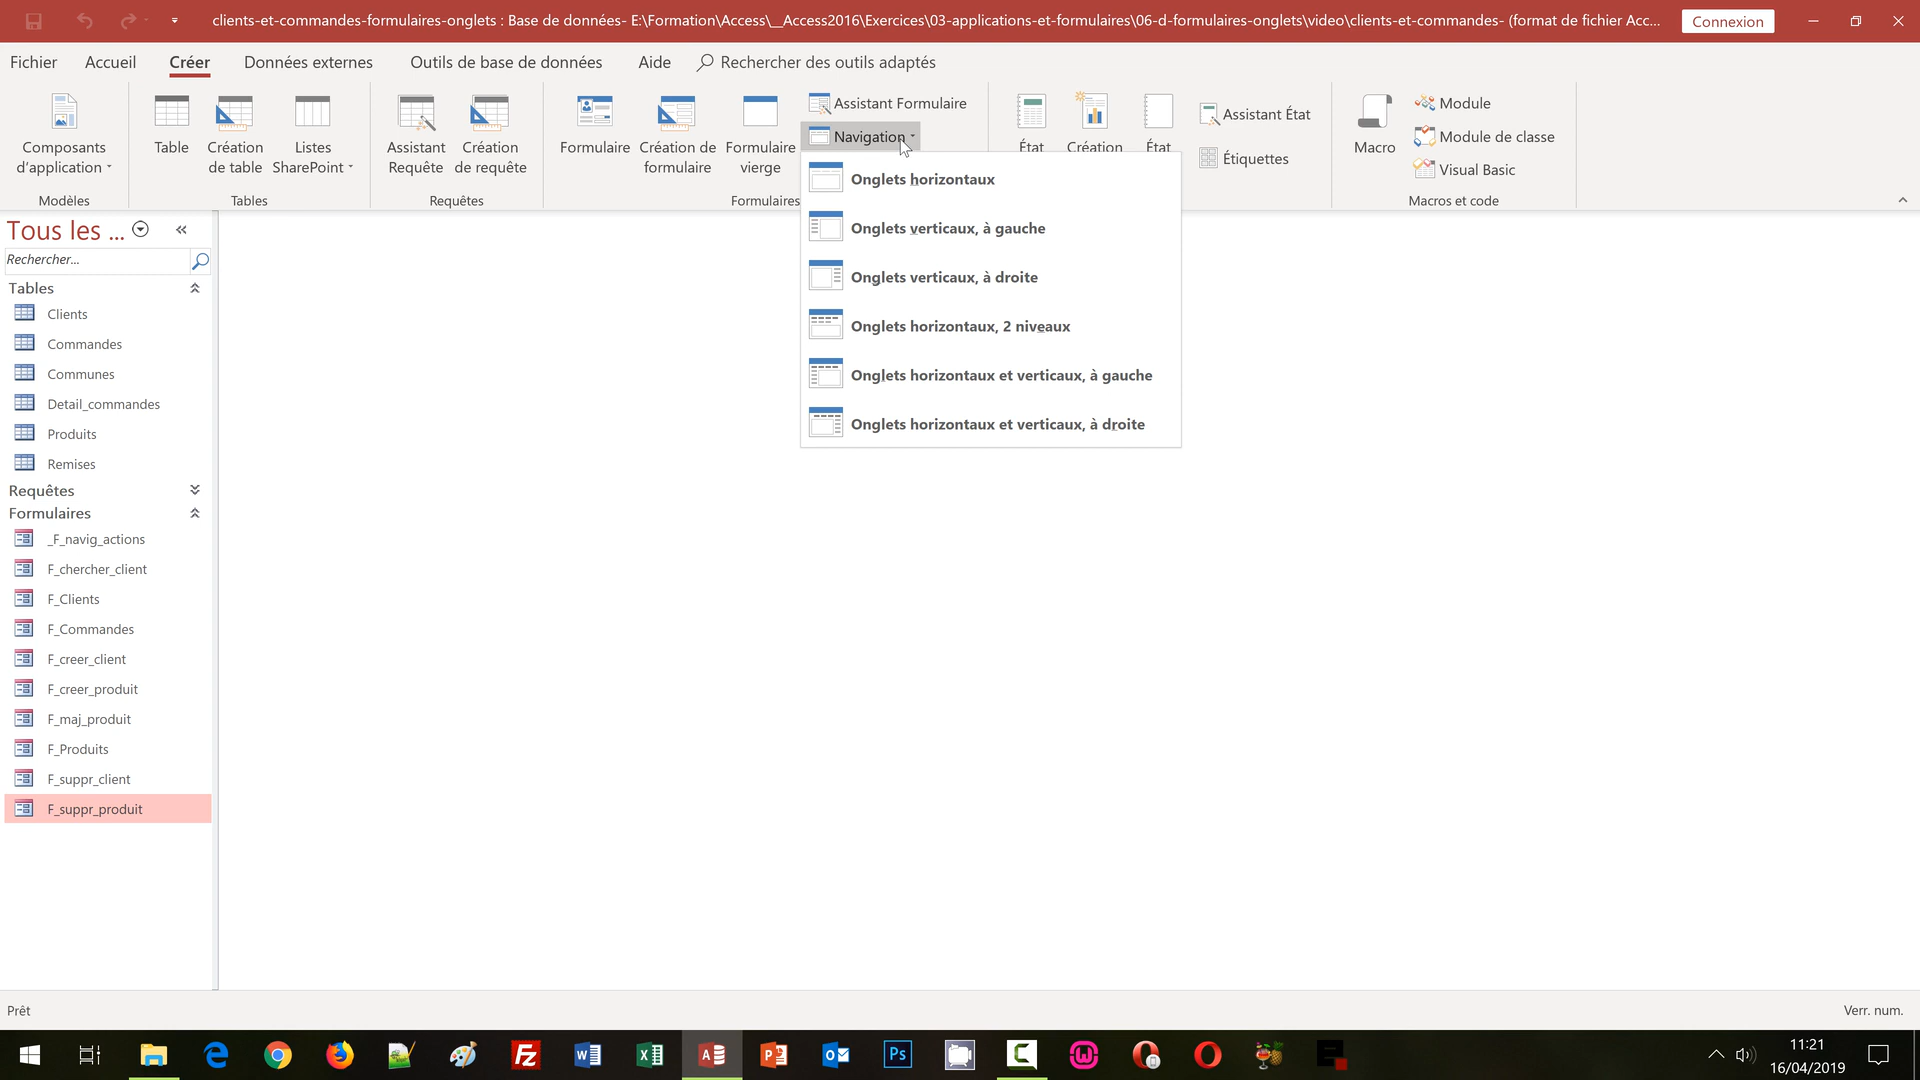 clients-et-commandes-formulaires-onglets : Base de données- E:\Formation\Access\__Access2016\Exercices\03-applications-et-formulaires\06-d-formulaires-onglets\video\clients-et-commandes- (format de fichier Acc...
Connexion
Fichier Accueil Créer Données externes Outils de base de données Aide Rechercher des outils adaptés
Composants d'application
Modèles
Table
Création de table
Listes SharePoint
Tables
Assistant Requête
Création de requête
Requêtes
Formulaire
Création de formulaire
Formulaire vierge
Assistant Formulaire
Navigation
Formulaires
État
Création
État
Assistant État
Étiquettes
Macro
Module
Module de classe
Visual Basic
Macros et code
Onglets horizontaux
Onglets verticaux, à gauche
Onglets verticaux, à droite
Onglets horizontaux, 2 niveaux
Onglets horizontaux et verticaux, à gauche
Onglets horizontaux et verticaux, à droite
Tous les ...
Rechercher...
Tables
Clients
Commandes
Communes
Detail_commandes
Produits
Remises
Requêtes
Formulaires
_F_navig_actions
F_chercher_client
F_Clients
F_Commandes
F_creer_client
F_creer_produit
F_maj_produit
F_Produits
F_suppr_client
F_suppr_produit
Prêt
Verr. num.
11:21
16/04/2019